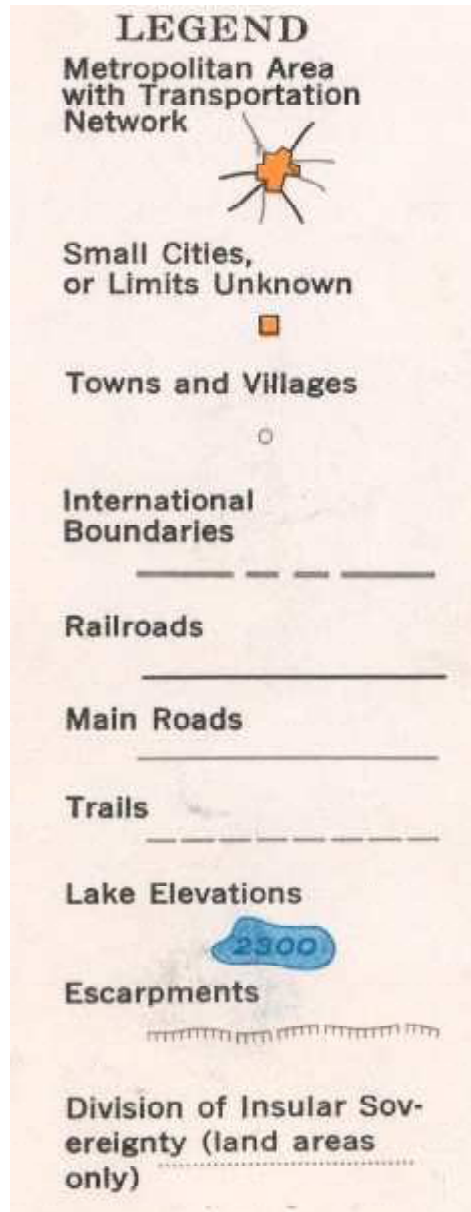 LEGEND
Metropolitan Area
with Transportation
Network
Small Cities,
or Limits Unknown
Towns and Villages
International
Boundaries
Railroads
Main Roads
Trails
Lake Elevations
2300
Escarpments
Division of Insular Sov-
ereignty (land areas
only)